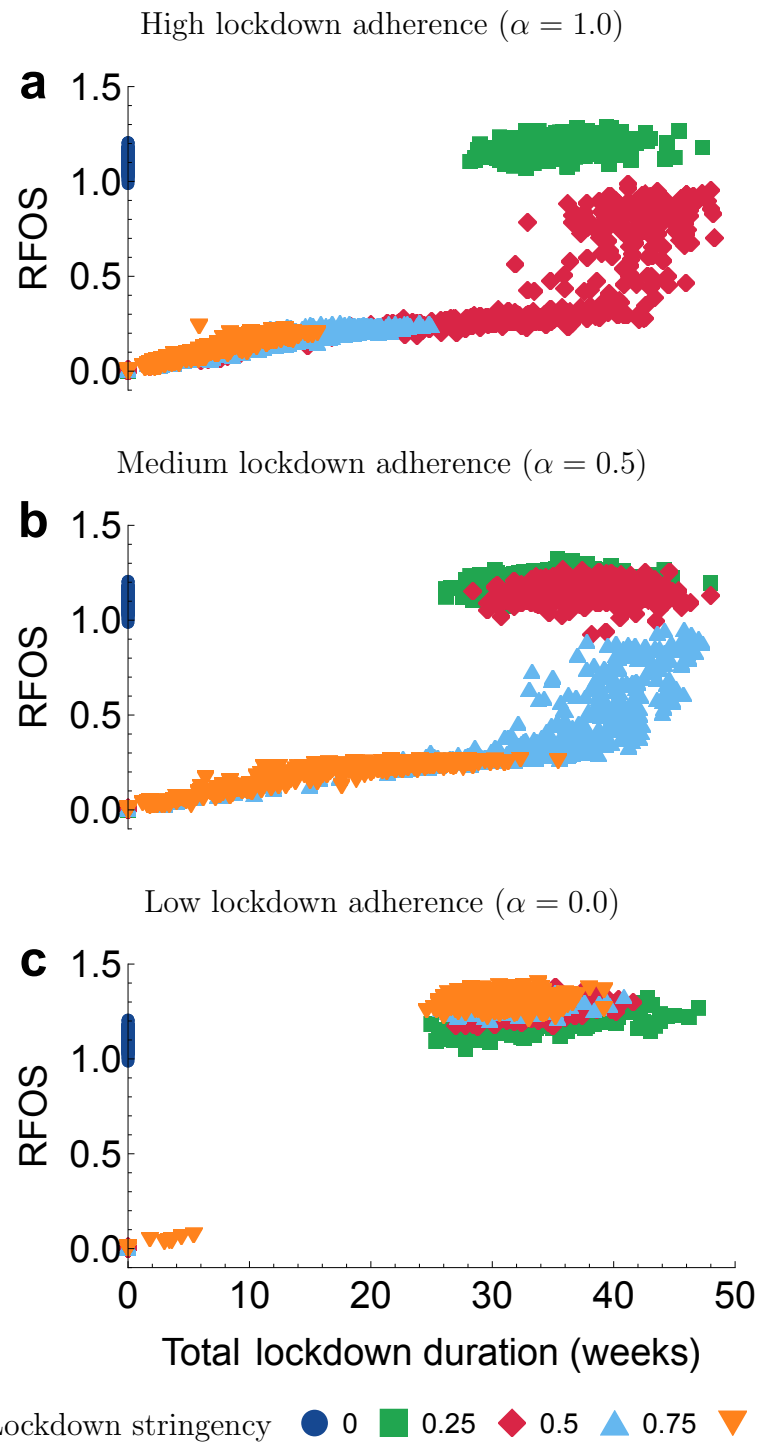 High lockdown adherence (α = 1.0)
a
1.5
1.0
0.5
0.0
RFOS
Medium lockdown adherence (α = 0.5)
b
1.5
1.0
0.5
0.0
RFOS
Low lockdown adherence (α = 0.0)
c
1.5
1.0
0.5
0.0
RFOS
0 10 20 30 40 50
Total lockdown duration (weeks)
ockdown stringency 0 0.25 0.5 0.75